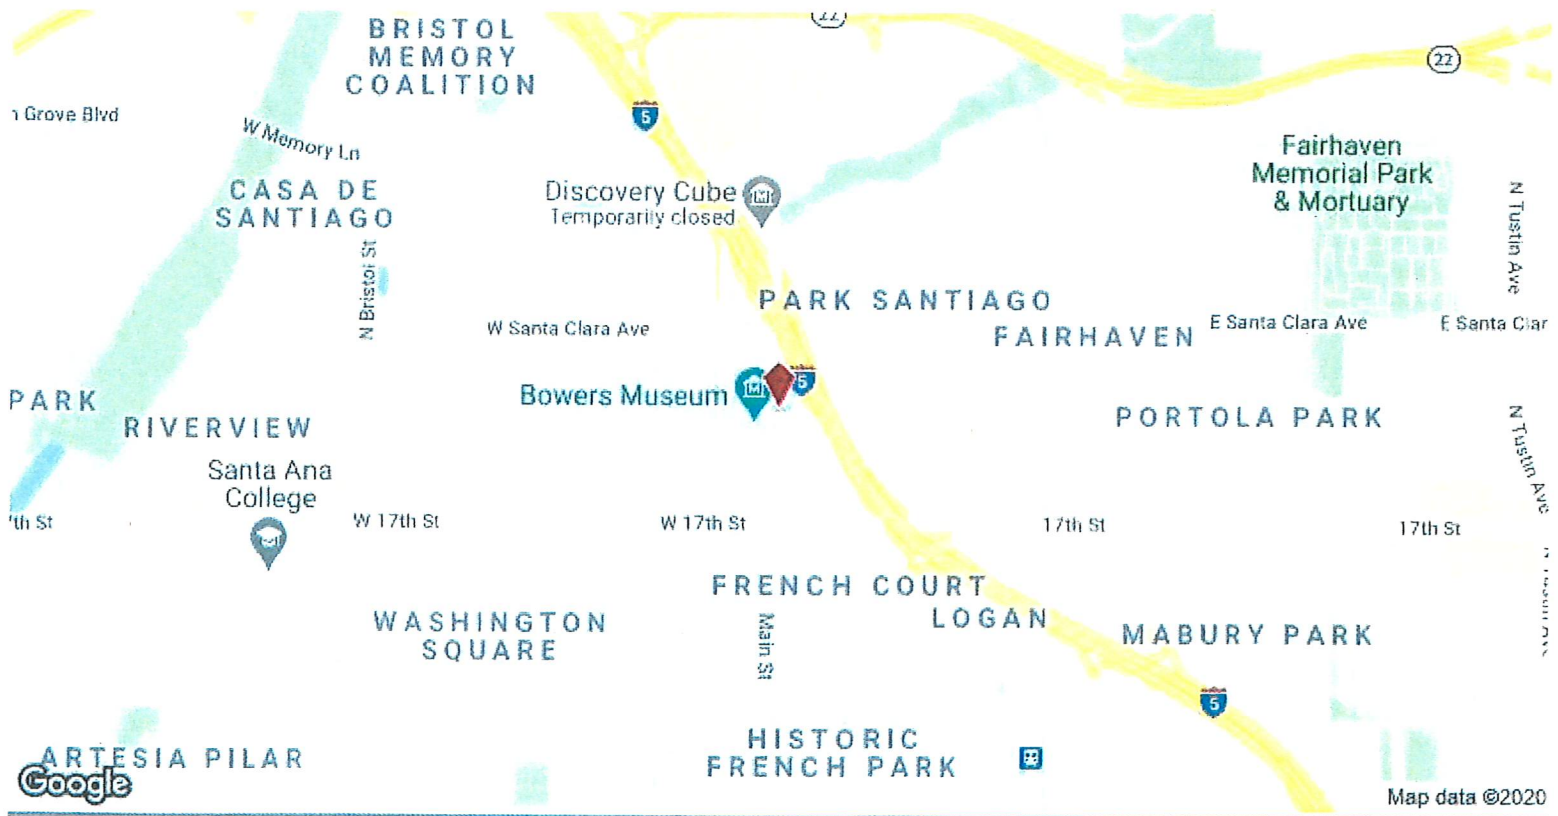 BRISTOL
MEMORY
COALITION
22
22
5
n Grove Blvd
W Memory Ln
Fairhaven
Memorial Park
& Mortuary
CASA DE
SANTIAGO
Discovery Cube
Temporarily closed
N Tustin Ave
N Bristol St
PARK SANTIAGO
W Santa Clara Ave
FAIRHAVEN
E Santa Clara Ave
E Santa Clar
Bowers Museum
5
PARK
RIVERVIEW
PORTOLA PARK
N Tustin Ave
Santa Ana
College
'th St
W 17th St
W 17th St
17th St
17th St
FRENCH COURT
LOGAN
WASHINGTON
SQUARE
Main St
MABURY PARK
5
HISTORIC
FRENCH PARK
ARTESIA PILAR
Google
Map data ©2020